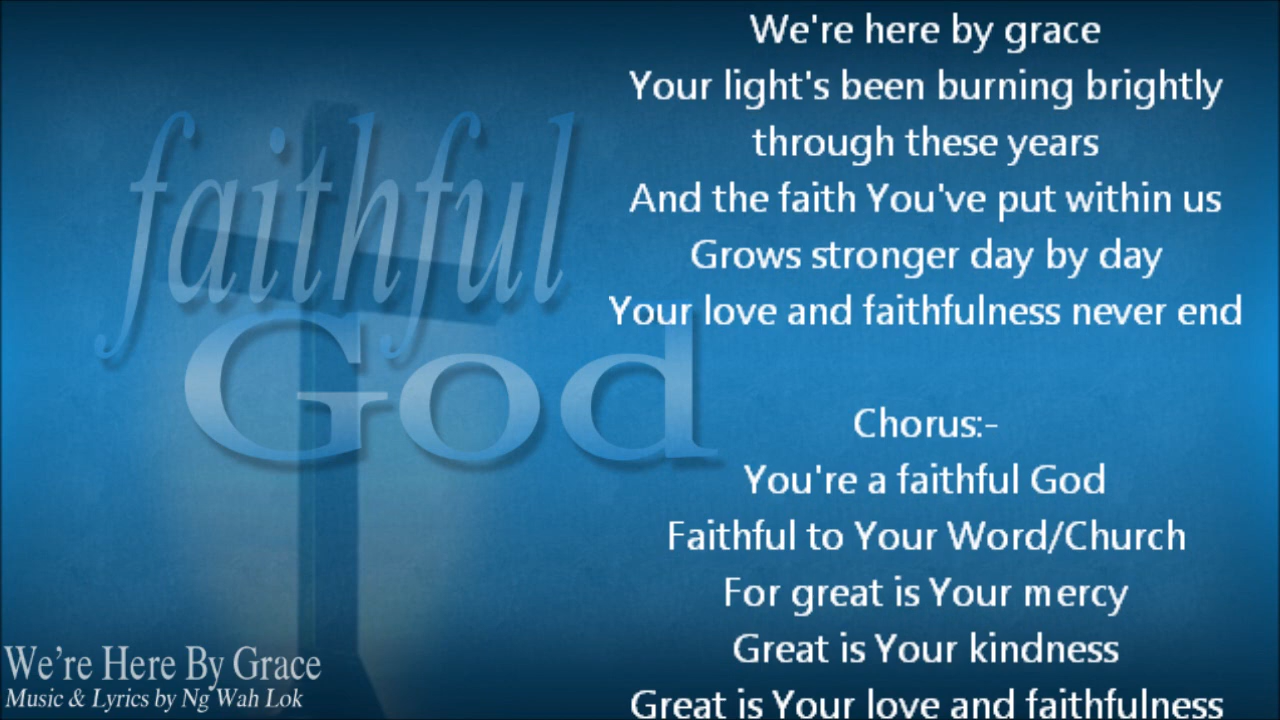 faithful
God
We're here by grace
Your light's been burning brightly
through these years
And the faith You've put within us
Grows stronger day by day
Your love and faithfulness never end
Chorus:-
You're a faithful God
Faithful to Your Word/Church
For great is Your mercy
Great is Your kindness
Great is Your love and faithfulness
We’re Here By Grace
Music & Lyrics by Ng Wah Lok